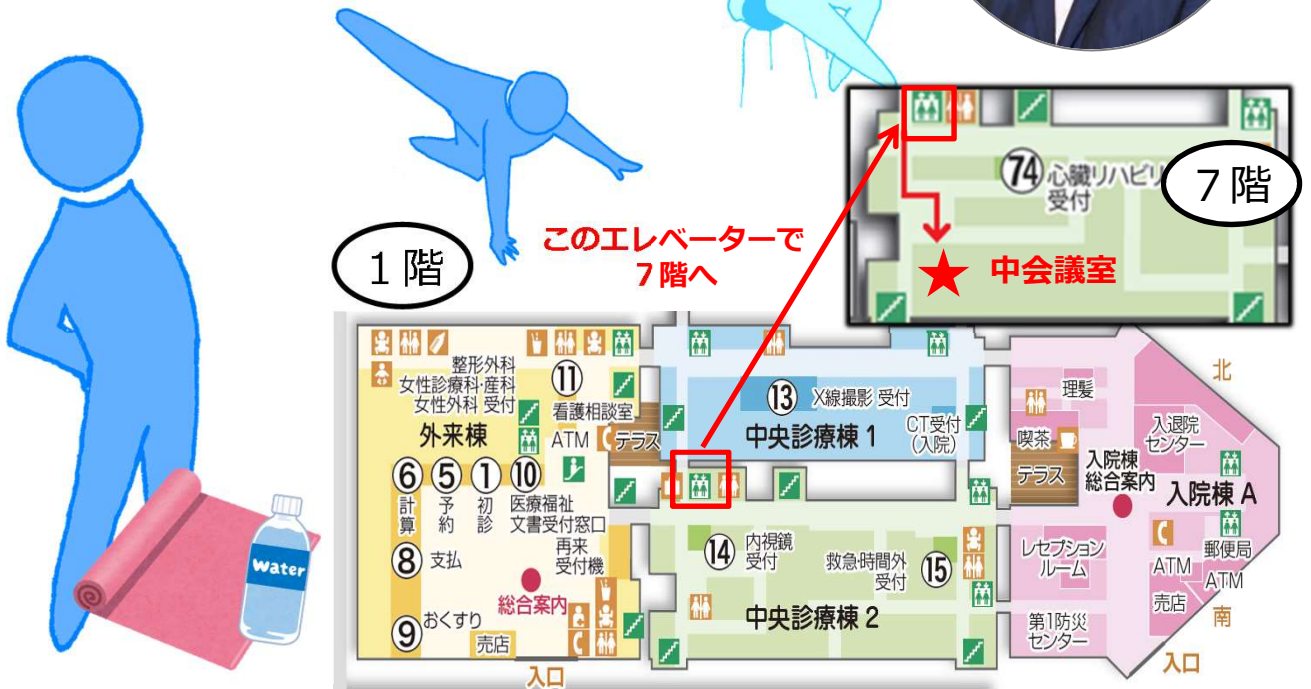 74
心臓リハビリ
受付
7階
1階
このエレベーターで
7階へ
中会議室
整形外科
女性診療科・産科
女性外科 受付
11
看護相談室
外来棟
ATM
テラス
6
計算
5
予約
1
初診
10
医療福祉
文書受付窓口
再来
受付機
8
支払
総合案内
9
おくすり
売店
入口
13
X線撮影 受付
CT受付
(入院)
中央診療棟 1
14
内視鏡
受付
救急・時間外
受付
15
中央診療棟 2
理髪
喫茶
テラス
入退院
センター
入院棟
総合案内
入院棟 A
北
レセプション
ルーム
ATM
郵便局
ATM
売店
第1防災
センター
南
入口
Water